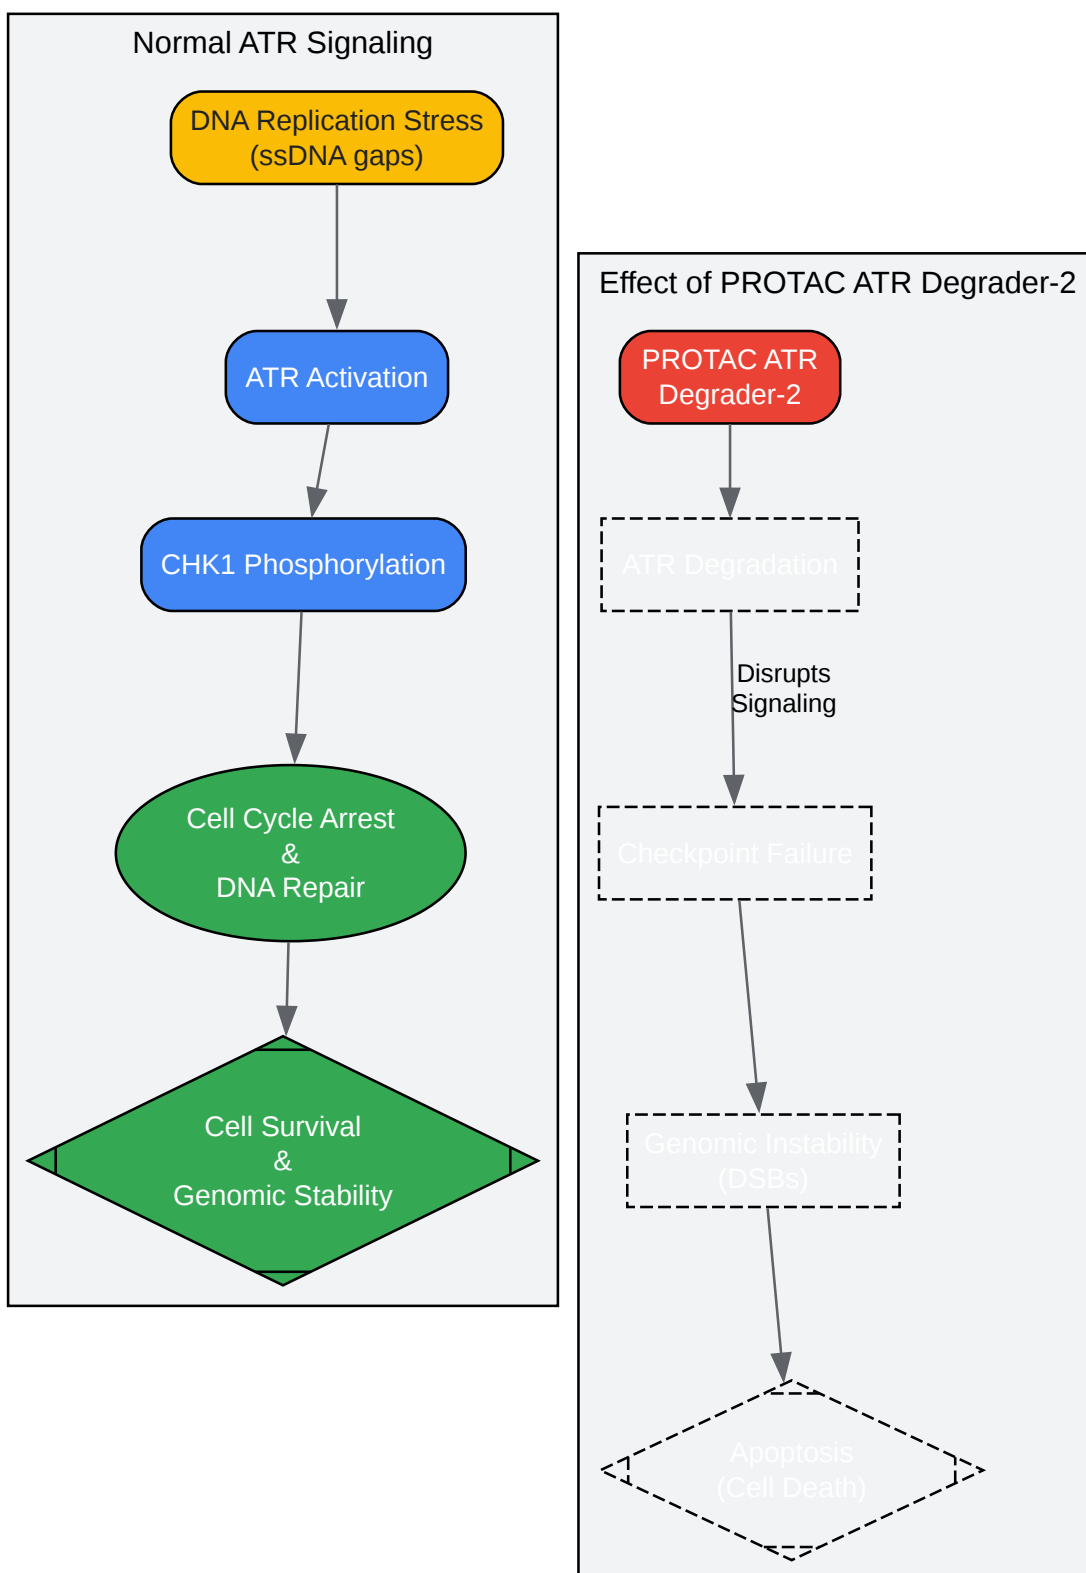 Normal ATR Signaling
DNA Replication Stress
(ssDNA gaps)
ATR Activation
CHK1 Phosphorylation
Cell Cycle Arrest
&
DNA Repair
Cell Survival
&
Genomic Stability
Effect of PROTAC ATR Degrader-2
PROTAC ATR
Degrader-2
ATR Degradation
Disrupts
Signaling
Checkpoint Failure
Genomic Instability
(DSBs)
Apoptosis
(Cell Death)